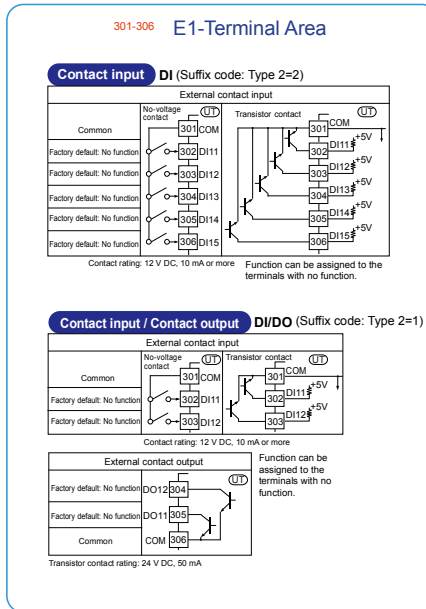 301-306 E1-Terminal Area
Contact input DI (Suffix code: Type 2=2)
External contact input
No-voltage contact
UT
Common
301 COM
Factory default: No function
302 DI11
Factory default: No function
303 DI12
Factory default: No function
304 DI13
Factory default: No function
305 DI14
Factory default: No function
306 DI15
Transistor contact
UT
301 COM
+5V
DI11
302
+5V
DI12
303
+5V
DI13
304
+5V
DI14
305
+5V
DI15
306
Contact rating: 12 V DC, 10 mA or more
Function can be assigned to the
terminals with no function.
Contact input / Contact output DI/DO (Suffix code: Type 2=1)
External contact input
No-voltage contact
UT
Common
301 COM
Factory default: No function
302 DI11
Factory default: No function
303 DI12
Transistor contact
UT
301 COM
+5V
DI11
302
+5V
DI12
303
Contact rating: 12 V DC, 10 mA or more
External contact output
UT
Factory default: No function
DO12 304
Factory default: No function
DO11 305
Common
COM 306
Function can be
assigned to the
terminals with no
function.
Transistor contact rating: 24 V DC, 50 mA